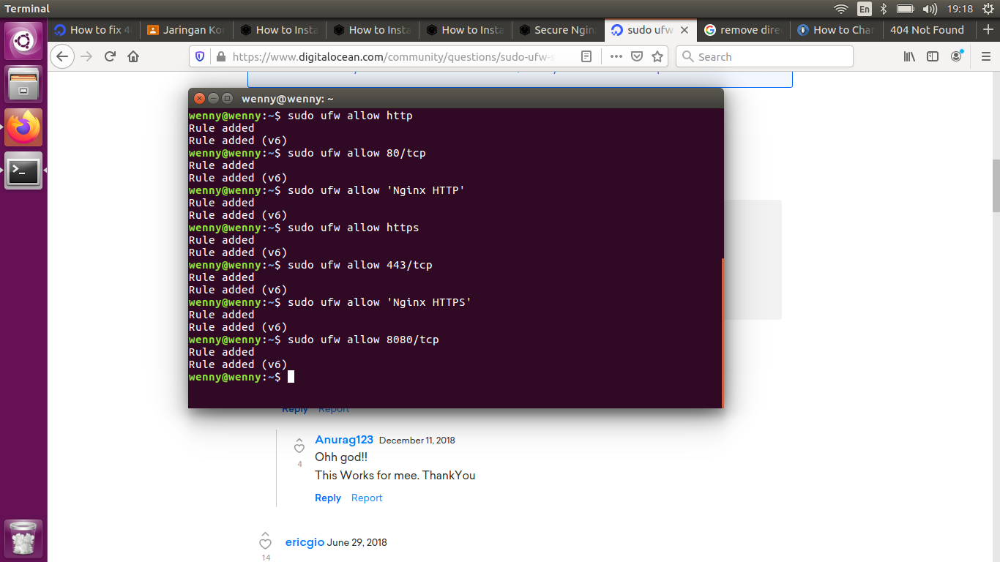 Terminal
En
19:18
How to fix 4
Jaringan Kor
How to Insta
How to Insta
How to Insta
Secure Ngin
sudo ufw
remove dire
How to Char
404 Not Found
https://www.digitalocean.com/community/questions/sudo-ufw-s
Search
wenny@wenny: ~
wenny@wenny:~$ sudo ufw allow http
Rule added
Rule added (v6)
wenny@wenny:~$ sudo ufw allow 80/tcp
Rule added
Rule added (v6)
wenny@wenny:~$ sudo ufw allow 'Nginx HTTP'
Rule added
Rule added (v6)
wenny@wenny:~$ sudo ufw allow https
Rule added
Rule added (v6)
wenny@wenny:~$ sudo ufw allow 443/tcp
Rule added
Rule added (v6)
wenny@wenny:~$ sudo ufw allow 'Nginx HTTPS'
Rule added
Rule added (v6)
wenny@wenny:~$ sudo ufw allow 8080/tcp
Rule added
Rule added (v6)
wenny@wenny:~$
Reply Report
Anurag123 December 11, 2018
4
Ohh god!!
This Works for mee. ThankYou
Reply Report
ericgio June 29, 2018
14